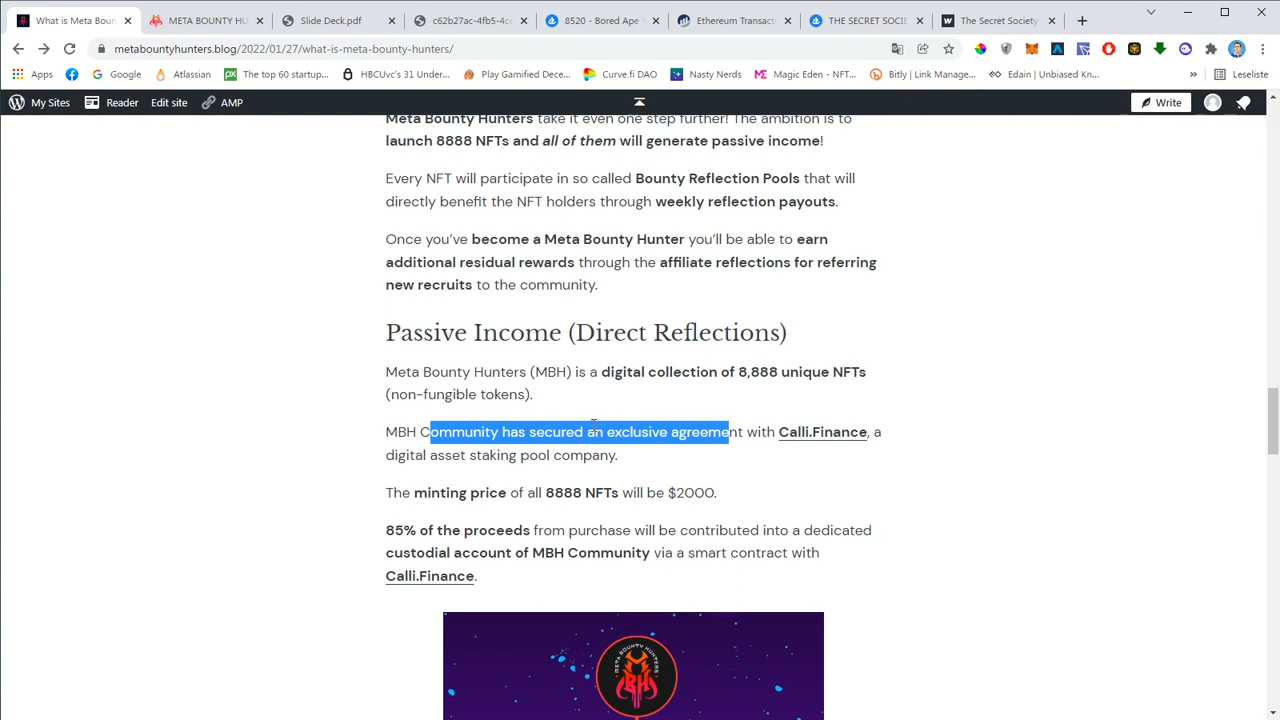 What is Meta Boun
META BOUNTY HU
Slide Deck.pdf
c62b27ac-4fb5-4ce
8520 - Bored Ape Y
Ethereum Transact
THE SECRET SOCIE
The Secret Society
metabountyhunters.blog/2022/01/27/what-is-meta-bounty-hunters/
Apps
Google
Atlassian
The top 60 startup...
HBCUvc's 31 Under...
Play Gamified Dece...
Curve.fi DAO
Nasty Nerds
Magic Eden - NFT...
Bitly | Link Manage...
Edain | Unbiased Kn...
»
Leseliste
My Sites
Reader
Edit site
AMP
Write
Meta Bounty Hunters take it even one step further! The ambition is to
launch 8888 NFTs and all of them will generate passive income!
Every NFT will participate in so called Bounty Reflection Pools that will
directly benefit the NFT holders through weekly reflection payouts.
Once you've become a Meta Bounty Hunter you'll be able to earn
additional residual rewards through the affiliate reflections for referring
new recruits to the community.
Passive Income (Direct Reflections)
Meta Bounty Hunters (MBH) is a digital collection of 8,888 unique NFTs
(non-fungible tokens).
MBH Community has secured an exclusive agreement with Calli.Finance, a
digital asset staking pool company.
The minting price of all 8888 NFTs will be $2000.
85% of the proceeds from purchase will be contributed into a dedicated
custodial account of MBH Community via a smart contract with
Calli.Finance.
META BOUNTY HUNTERS